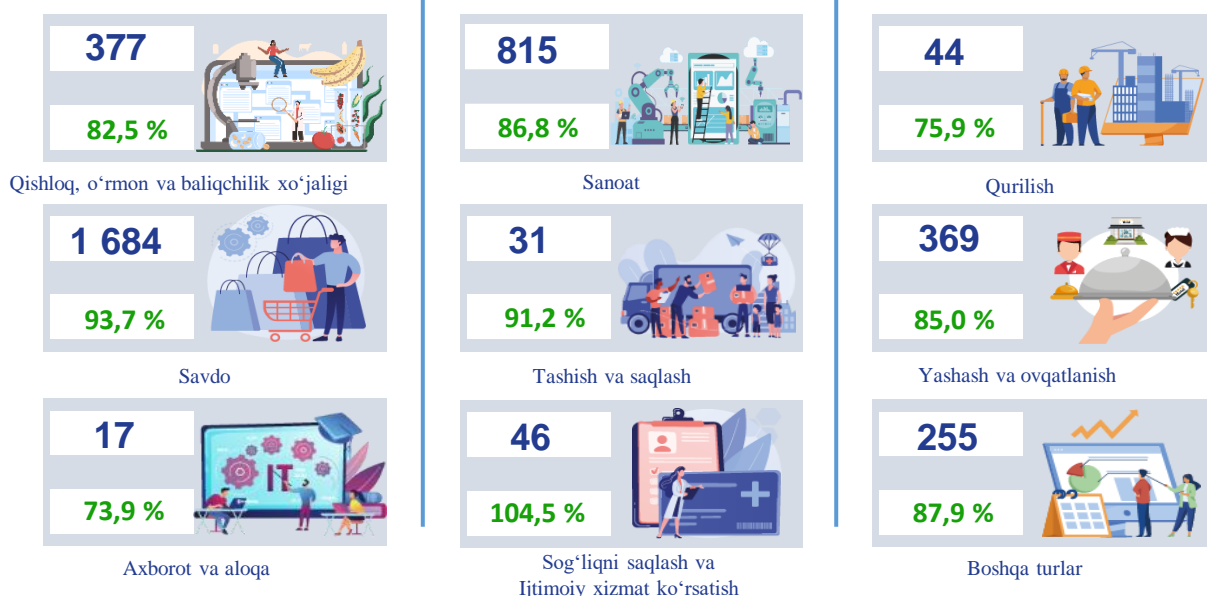 377
82,5 %
Qishloq, o‘rmon va baliqchilik xo‘jaligi
815
86,8 %
Sanoat
44
75,9 %
Qurilish
1 684
93,7 %
Savdo
31
91,2 %
Tashish va saqlash
369
85,0 %
Yashash va ovqatlanish
17
73,9 %
IT
Axborot va aloqa
46
104,5 %
Sog‘liqni saqlash va
Ijtimoiy xizmat ko‘rsatish
255
87,9 %
Boshqa turlar